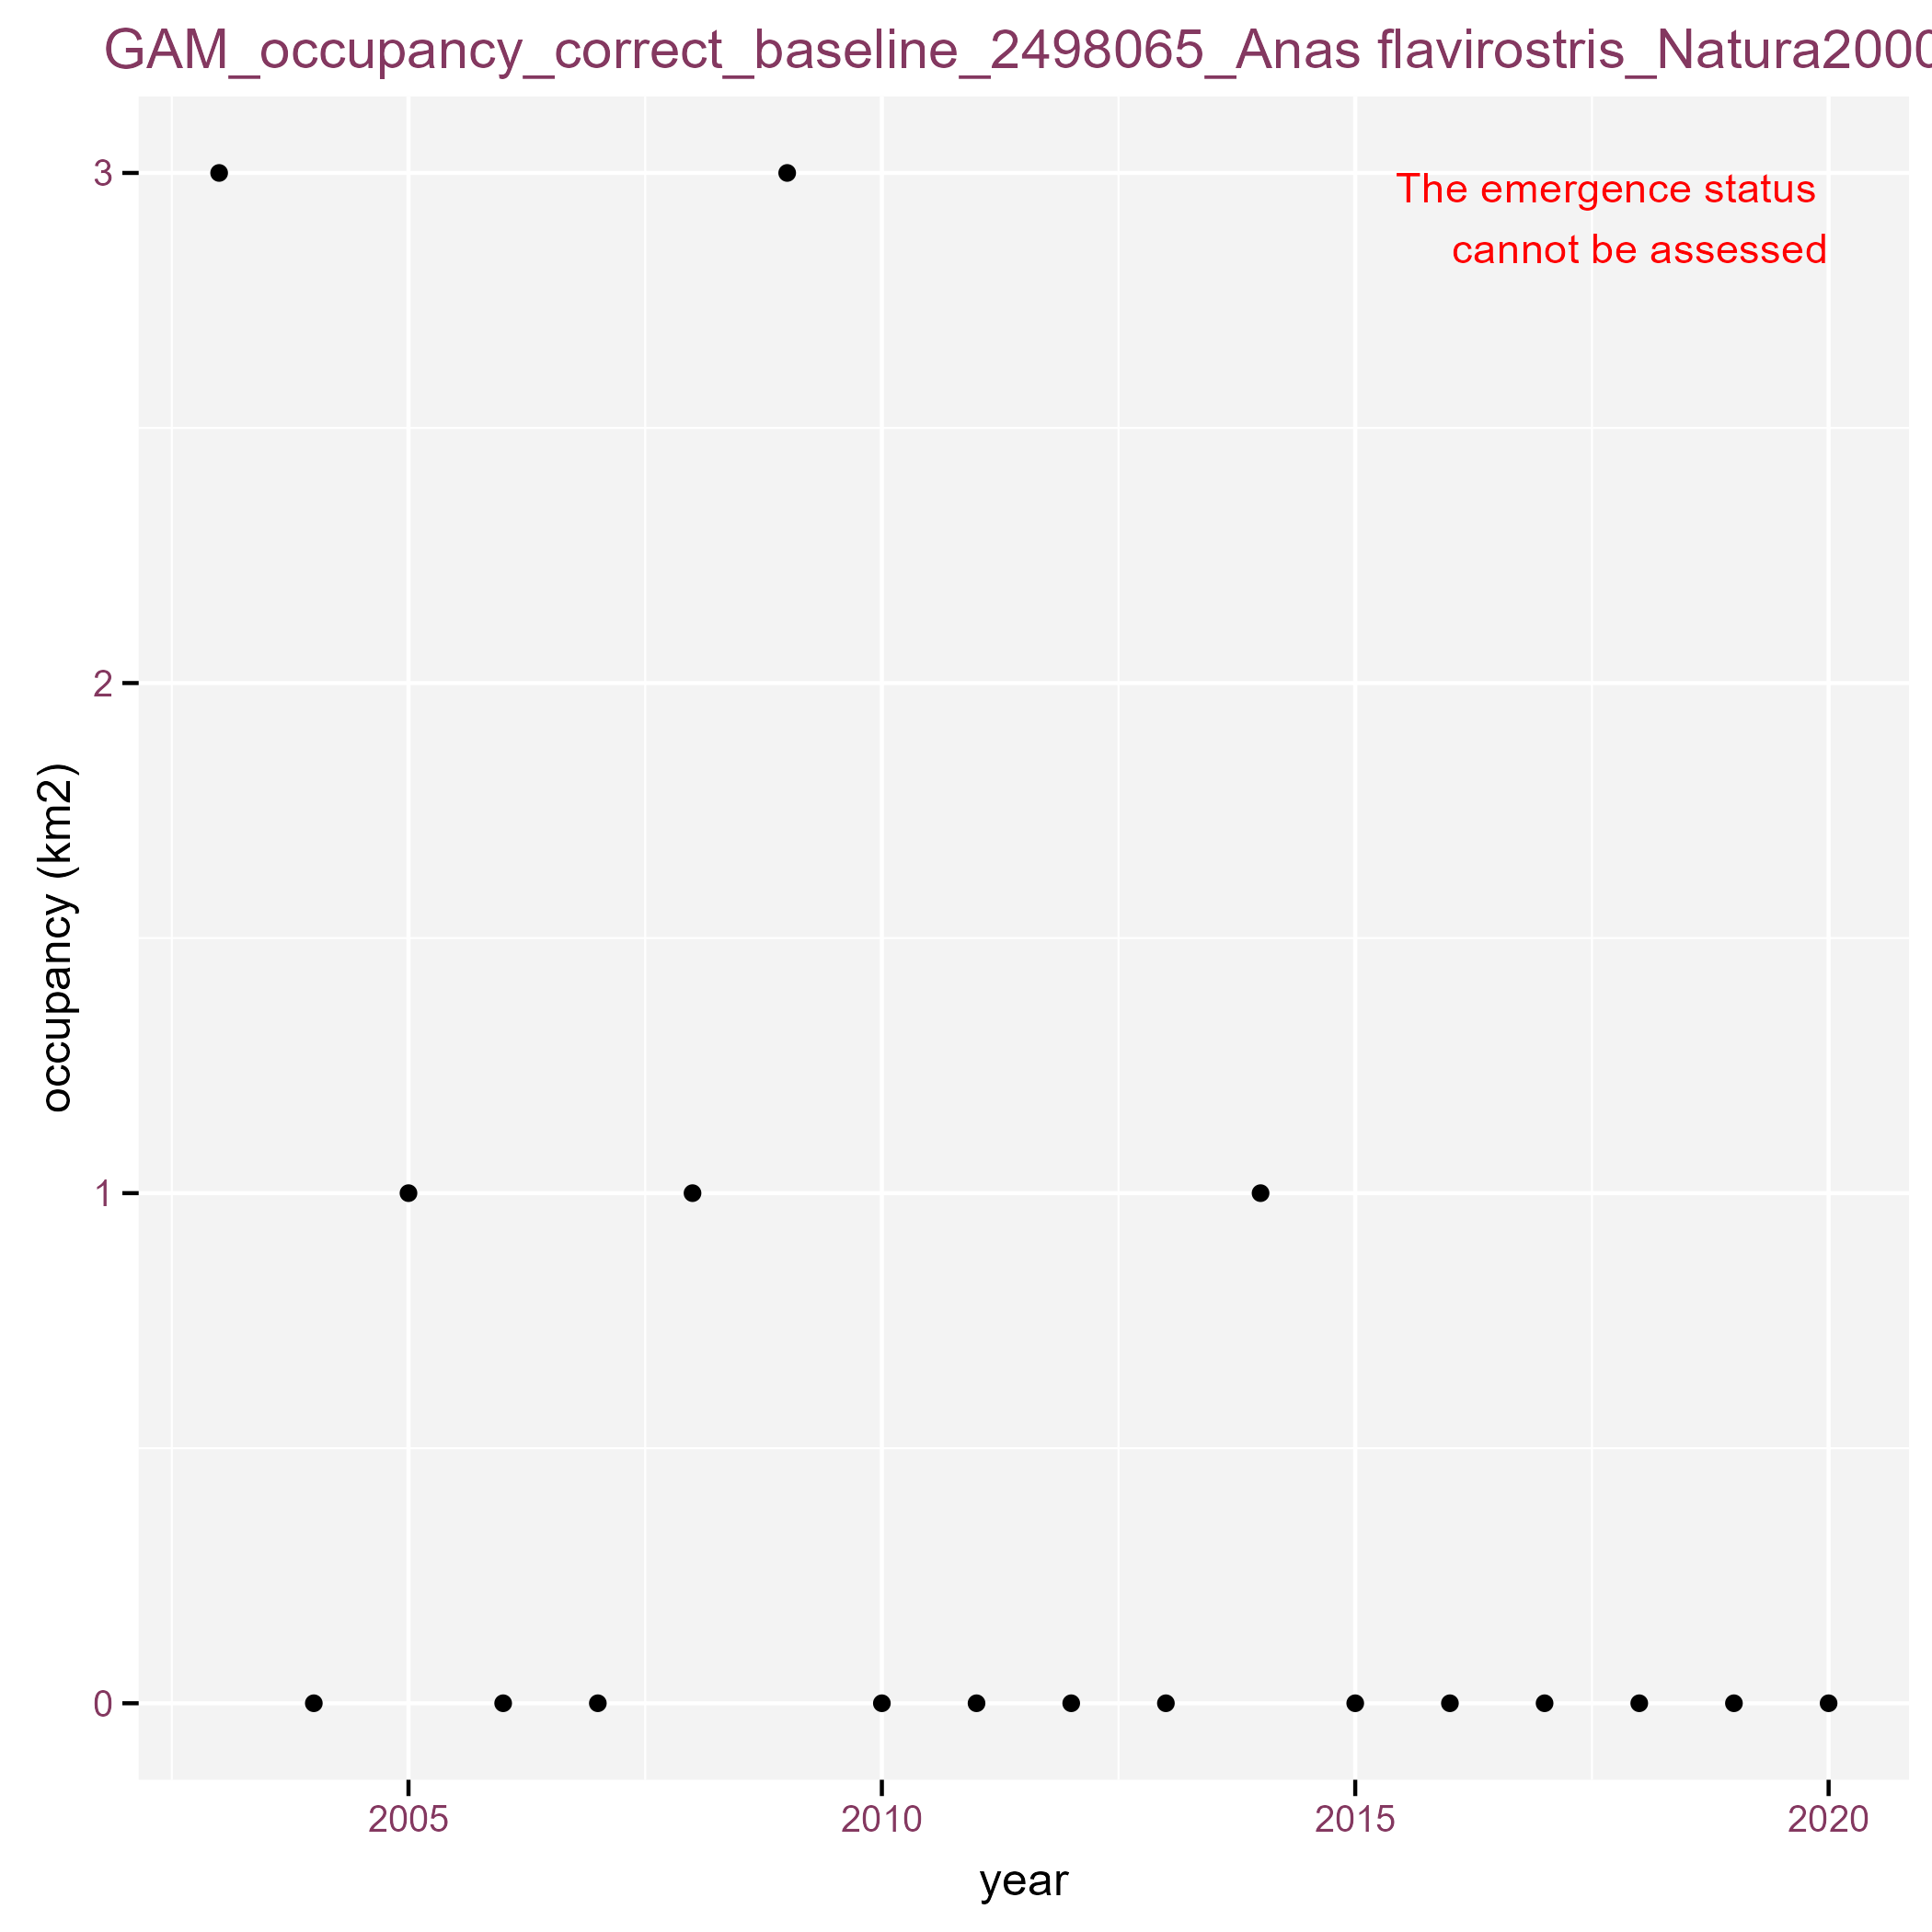 GAM_occupancy_correct_baseline_2498065_Anas flavirostris_Natura2000
The emergence status
cannot be assessed
3
2
1
0
occupancy (km2)
2005 2010 2015 2020
year